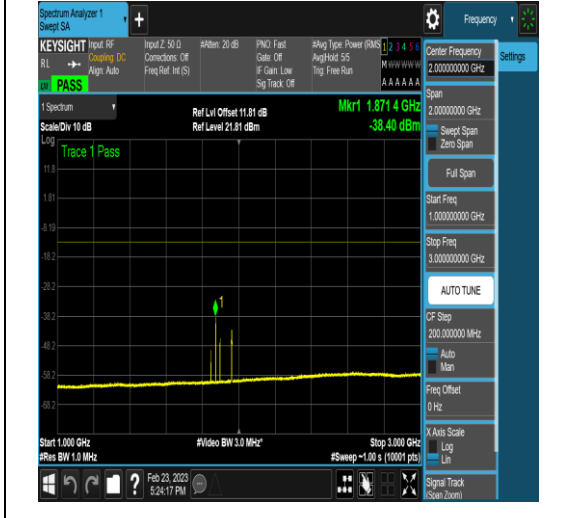 Spectrum Analyzer 1
Swept SA
+
Frequency
KEYSIGHT
RL
PASS
Input: RF
Coupling: DC
Align: Auto
Input Z: 50 Ω
Corrections: Off
Freq Ref: Int (S)
#Atten: 20 dB
PNO: Fast
Gate: Off
IF Gain: Low
Sig Track: Off
#Avg Type: Power (RMS)
Avg|Hold: 5/5
Trig: Free Run
1 2 3 4 5 6
M W W W W W
A A A A A A
1 Spectrum
Scale/Div 10 dB
Ref Lvl Offset 11.81 dB
Ref Level 21.81 dBm
Mkr1 1.871 4 GHz
-38.40 dBm
Log
Trace 1 Pass
11.8
1.81
-8.19
-18.2
-28.2
-38.2
-48.2
-58.2
-68.2
1
Start 1.000 GHz
#Res BW 1.0 MHz
#Video BW 3.0 MHz*
Stop 3.000 GHz
#Sweep ~1.00 s (10001 pts)
Feb 23, 2023
5:24:17 PM
Center Frequency
2.000000000 GHz
Settings
Span
2.00000000 GHz
Swept Span
Zero Span
Full Span
Start Freq
1.000000000 GHz
Stop Freq
3.000000000 GHz
AUTO TUNE
CF Step
200.000000 MHz
Auto
Man
Freq Offset
0 Hz
X Axis Scale
Log
Lin
Signal Track
(Span Zoom)